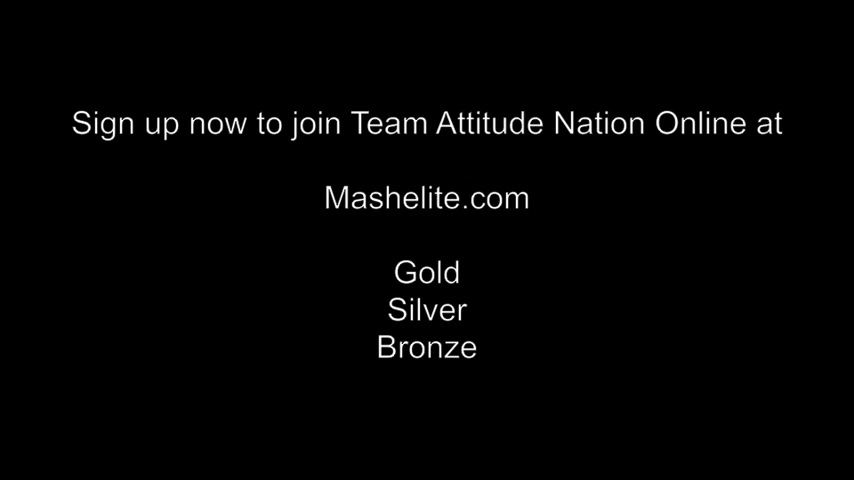 Sign up now to join Team Attitude Nation Online at
Mashelite.com
Gold
Silver
Bronze